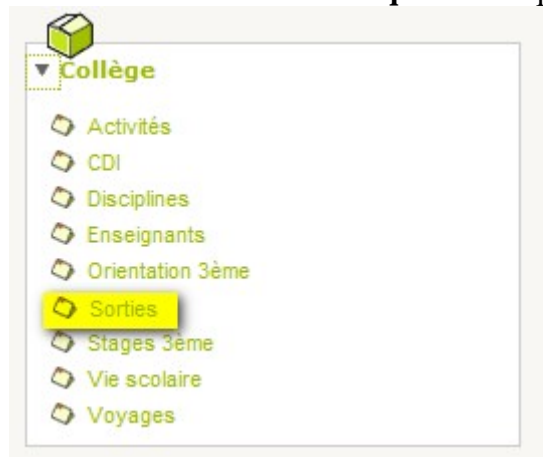 Collège
Activités
CDI
Disciplines
Enseignants
Orientation 3ème
Sorties
Stages 3ème
Vie scolaire
Voyages